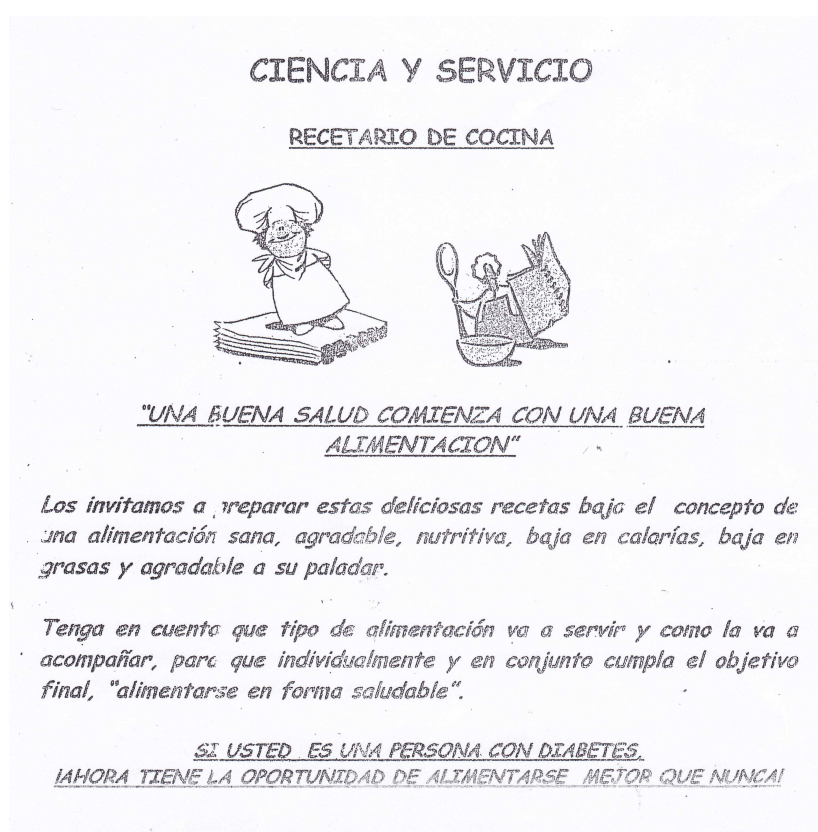 CIENCIA Y SERVICIO
RECETARIO DE COCINA
"UNA BUENA SALUD COMIENZA CON UNA BUENA
ALIMENTACION"
Los invitamos a preparar estas deliciosas recetas bajo el concepto de
una alimentación sana, agradable, nutritiva, baja en calorías, baja en
grasas y agradable a su paladar.
Tenga en cuenta que tipo de alimentación va a servir y como la va a
acompañar, para que individualmente y en conjunto cumpla el objetivo
final, "alimentarse en forma saludable".
SI USTED ES UNA PERSONA CON DIABETES,
¡AHORA TIENE LA OPORTUNIDAD DE ALIMENTARSE MEJOR QUE NUNCA!